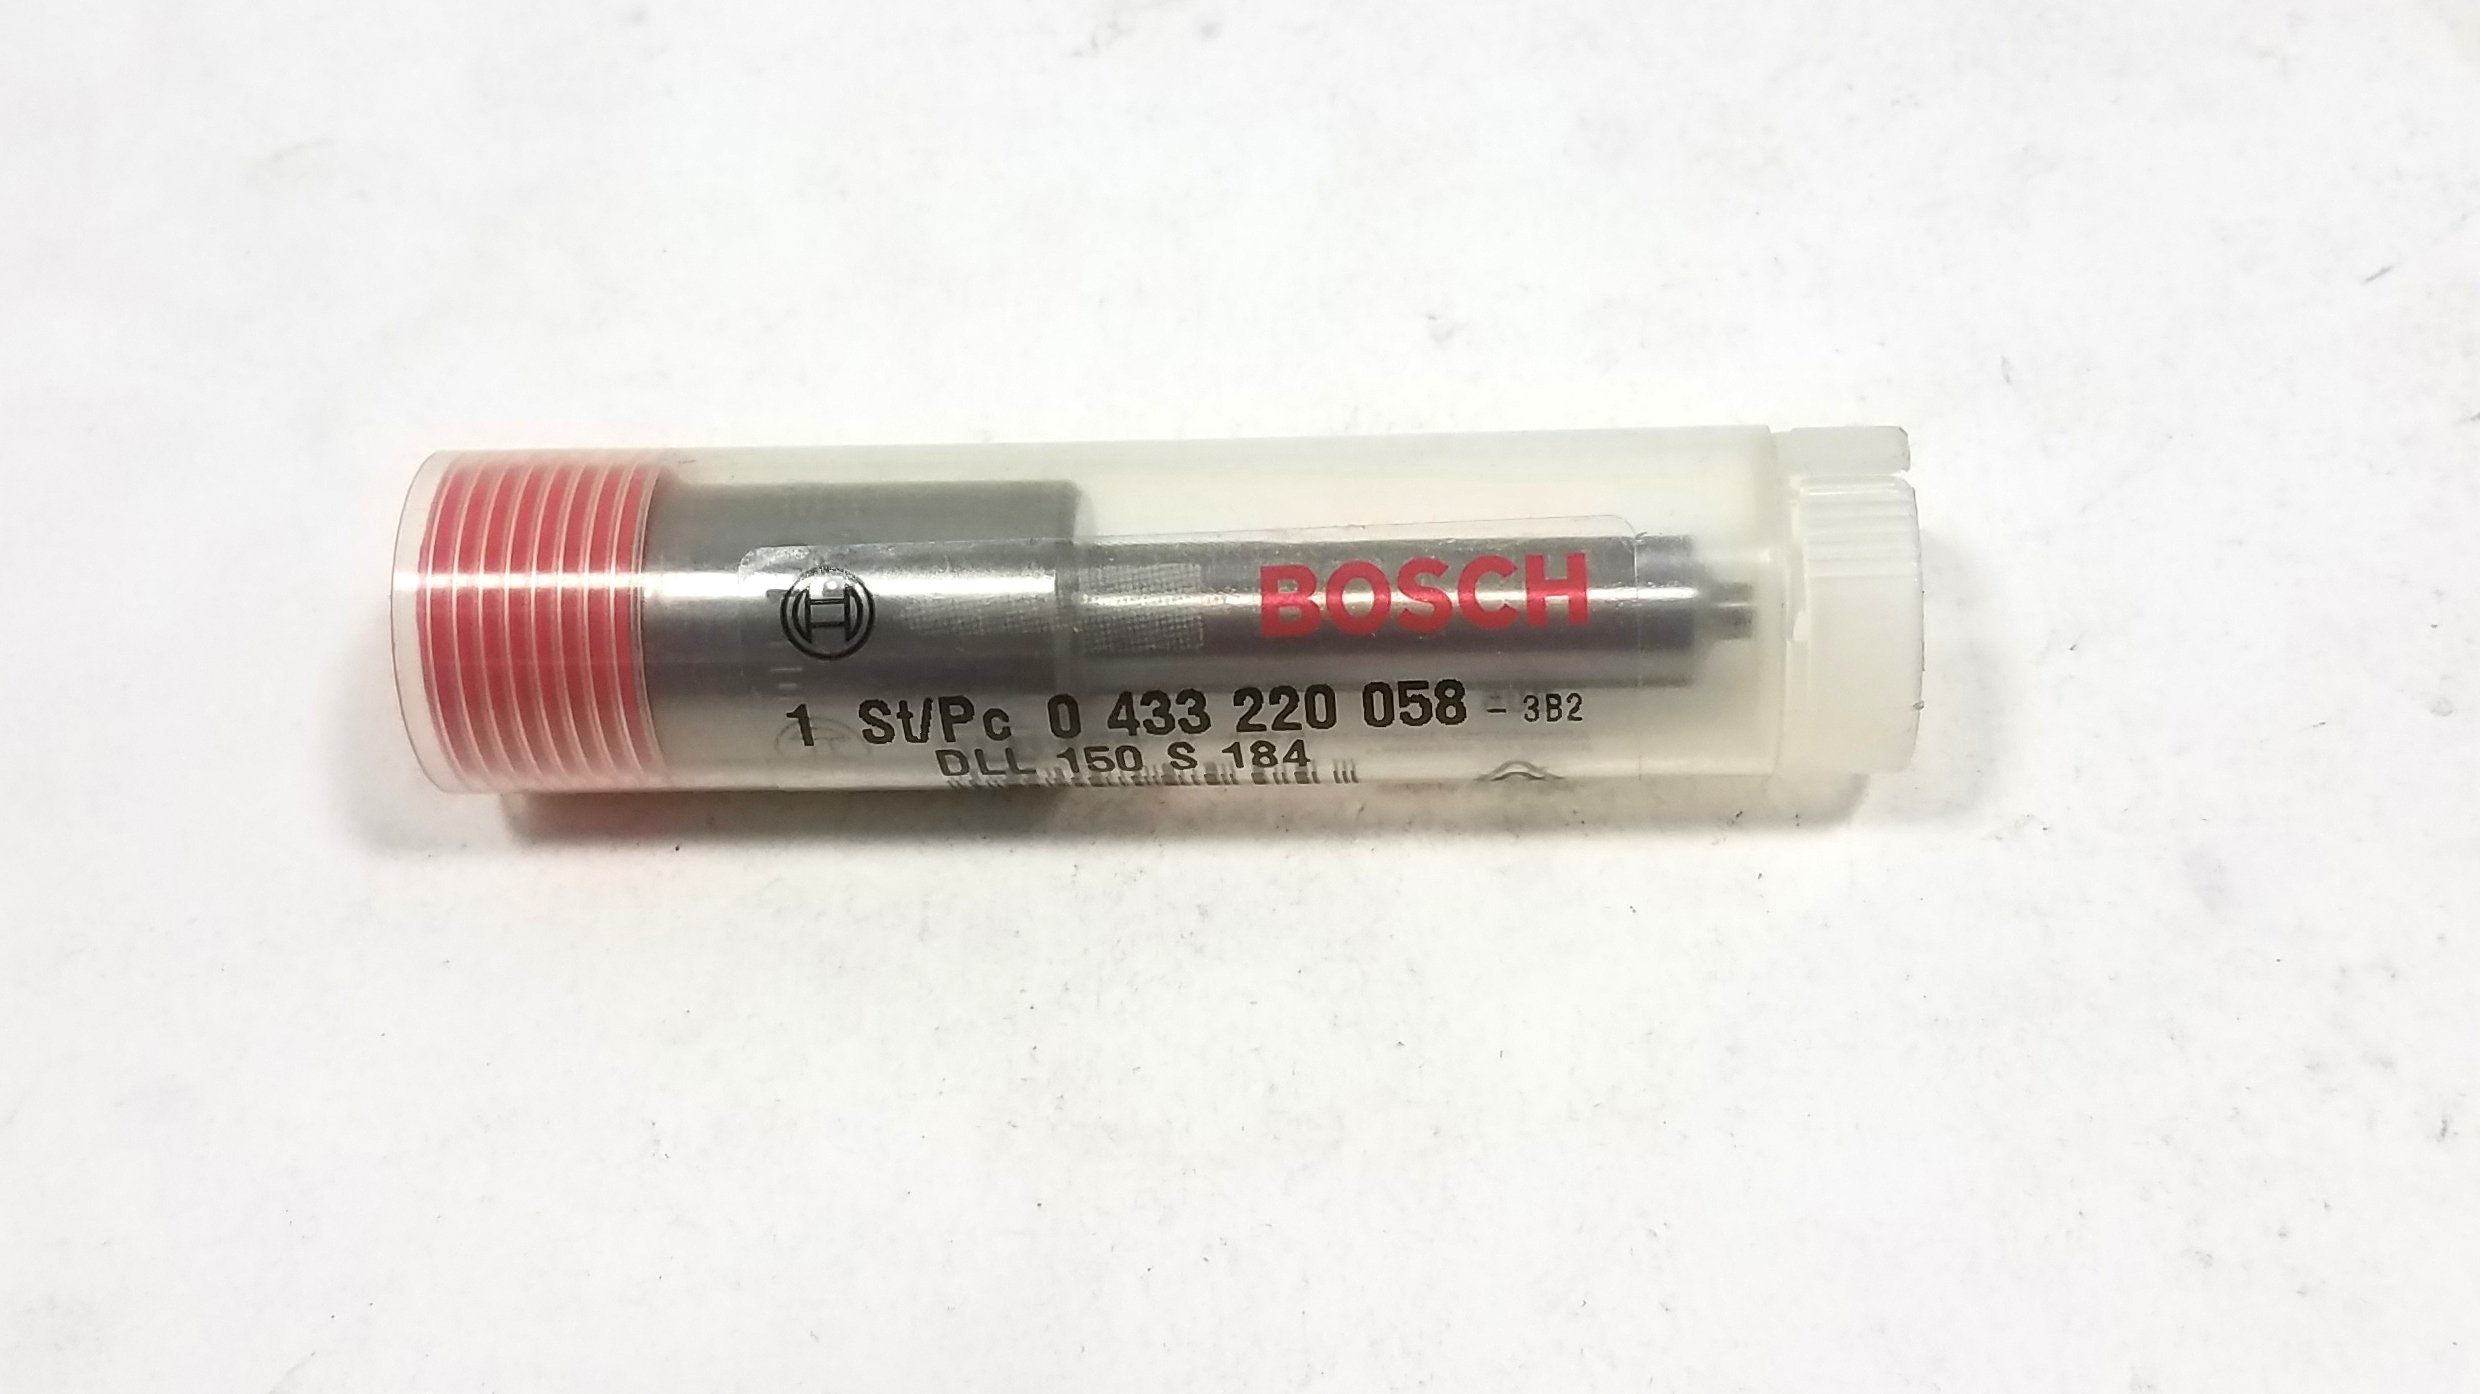 BOSCH
1 St/Pc 0 433 220 058 - 3B2
DLL 150 S 184